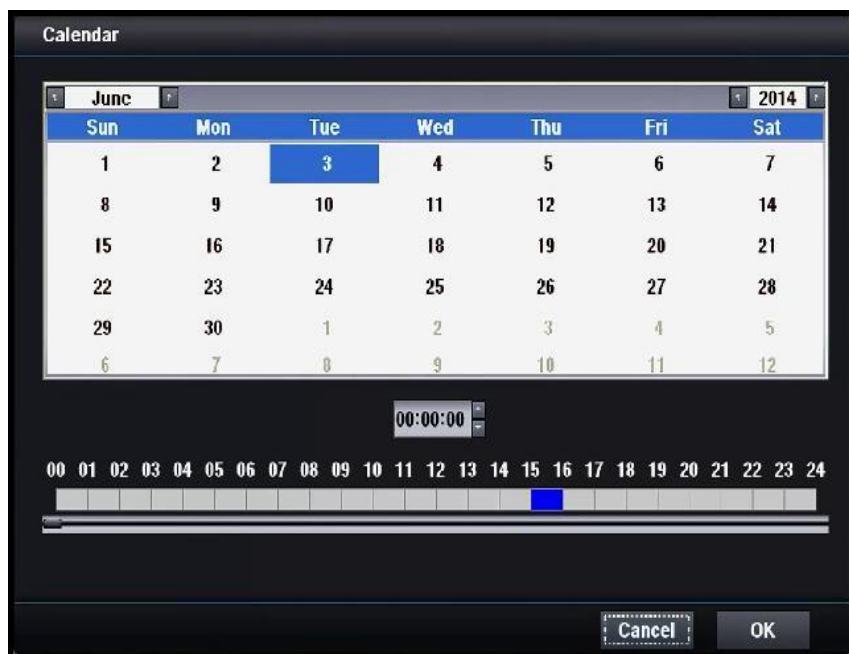 Calendar
June 2014
Sun Mon Tue Wed Thu Fri Sat
1 2 3 4 5 6 7
8 9 10 11 12 13 14
15 16 17 18 19 20 21
22 23 24 25 26 27 28
29 30 1 2 3 4 5
6 7 8 9 10 11 12
00:00:00
00 01 02 03 04 05 06 07 08 09 10 11 12 13 14 15 16 17 18 19 20 21 22 23 24
Cancel OK